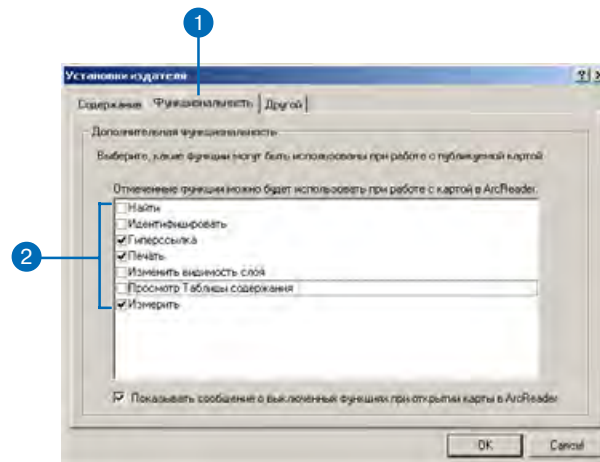 1
Установки издателя
Содержание Функциональность Другой
Дополнительная функциональность
Выберите, какие функции могут быть использованы при работе с публикуемой картой
Отмеченные функции можно будет использовать при работе с картой в ArcReader.
Найти
Идентифицировать
Гиперссылка
Печать
Изменить видимость слоя
Просмотр Таблицы содержания
Измерить
2
Показывать сообщение о выключенных функциях при открытии карты в ArcReader
OK Cancel